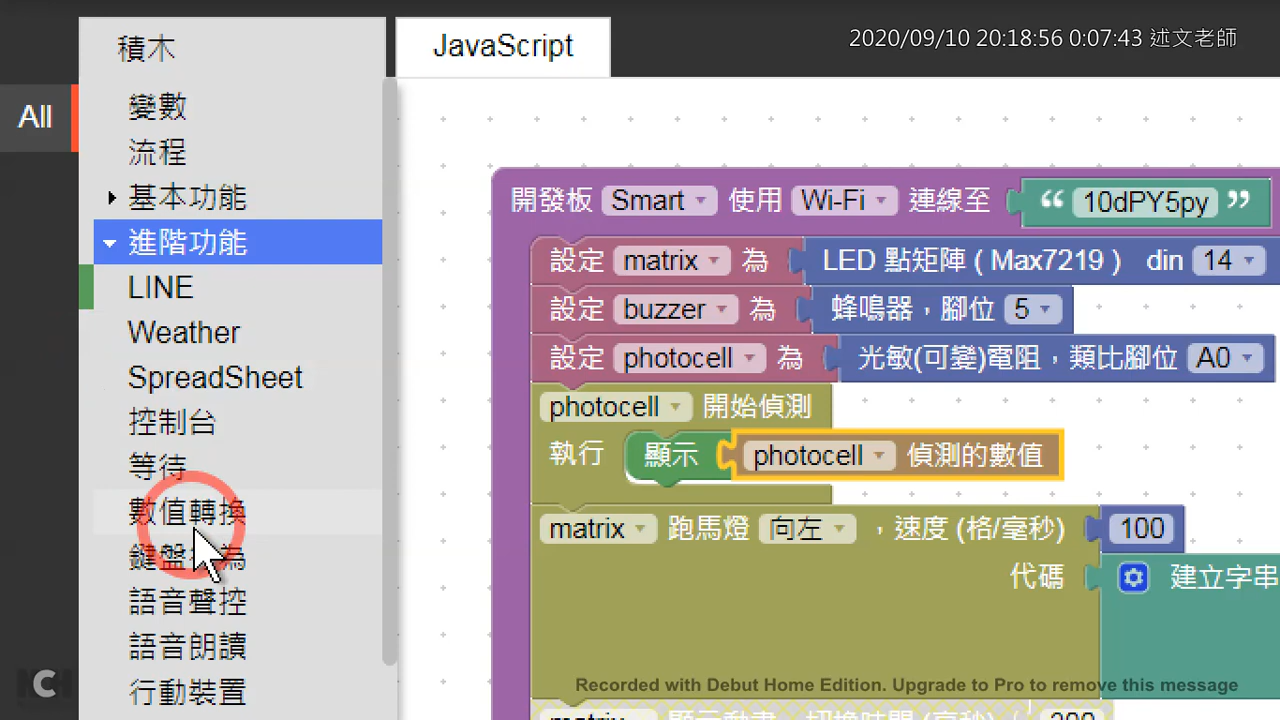 積木
JavaScript
2020/09/10 20:18:56 0:07:43 述文老師
All
變數
流程
基本功能
進階功能
LINE
Weather
SpreadSheet
控制台
等待
數值轉換
鍵盤
為
語音聲控
語音朗讀
行動裝置
開發板 Smart 使用 Wi-Fi 連線至 “ 10dPY5py ”
設定 matrix 為 LED 點矩陣 ( Max7219 ) din 14
設定 buzzer 為 蜂鳴器,腳位 5
設定 photocell 為 光敏(可變)電阻,類比腳位 A0
photocell 開始偵測
執行 顯示 photocell 偵測的數值
matrix 跑馬燈 向左 ,速度 (格/毫秒) 100
代碼 建立字串
Recorded with Debut Home Edition. Upgrade to Pro to remove this message